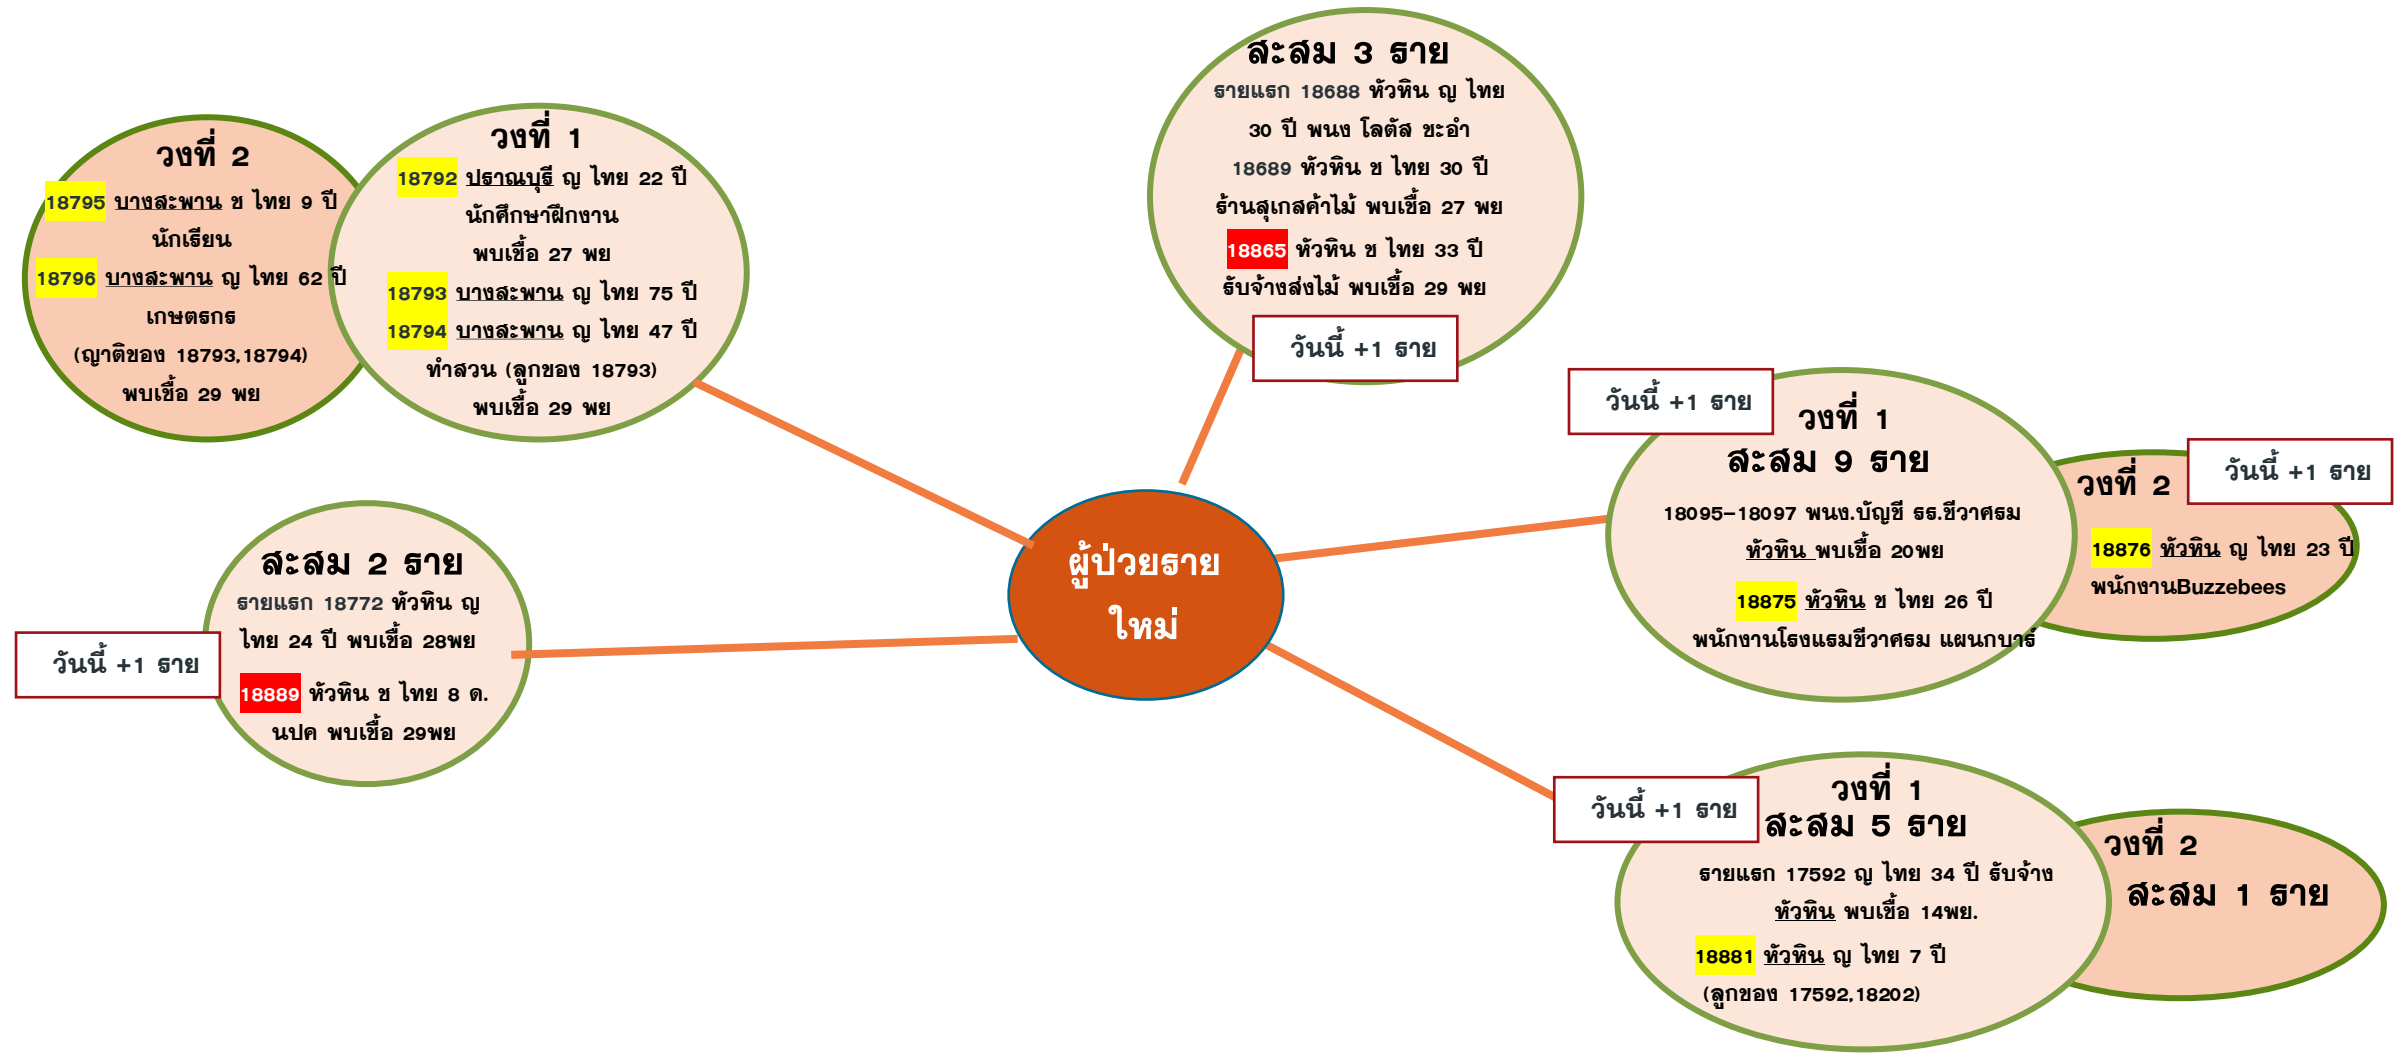 วงที่ 2
18795 บางสะพาน ช ไทย 9 ปี
นักเรียน
18796 บางสะพาน ญ ไทย 62 ปี
เกษตรกร
(ญาติของ 18793,18794)
พบเชื้อ 29 พย
วงที่ 1
18792 ปราณบุรี ญ ไทย 22 ปี
นักศึกษาฝึกงาน
พบเชื้อ 27 พย
18793 บางสะพาน ญ ไทย 75 ปี
18794 บางสะพาน ญ ไทย 47 ปี
ทำสวน (ลูกของ 18793)
พบเชื้อ 29 พย
สะสม 3 ราย
รายแรก 18688 หัวหิน ญ ไทย
30 ปี พนง โลตัส ชะอำ
18689 หัวหิน ช ไทย 30 ปี
ร้านสุเกสค้าไม้ พบเชื้อ 27 พย
18865 หัวหิน ช ไทย 33 ปี
รับจ้างส่งไม้ พบเชื้อ 29 พย
วันนี้ +1 ราย
วันนี้ +1 ราย
วงที่ 1
สะสม 9 ราย
18095-18097 พนง.บัญชี รร.ชีวาศรม
หัวหิน พบเชื้อ 20พย
18875 หัวหิน ช ไทย 26 ปี
พนักงานโรงแรมชีวาศรม แผนกบาร์
วันนี้ +1 ราย
วงที่ 2
18876 หัวหิน ญ ไทย 23 ปี
พนักงานBuzzebees
ผู้ป่วยราย
ใหม่
สะสม 2 ราย
รายแรก 18772 หัวหิน ญ
ไทย 24 ปี พบเชื้อ 28พย
วันนี้ +1 ราย
18889 หัวหิน ช ไทย 8 ด.
นปค พบเชื้อ 29พย
วันนี้ +1 ราย
วงที่ 1
สะสม 5 ราย
รายแรก 17592 ญ ไทย 34 ปี รับจ้าง
หัวหิน พบเชื้อ 14พย.
18881 หัวหิน ญ ไทย 7 ปี
(ลูกของ 17592,18202)
วงที่ 2
สะสม 1 ราย